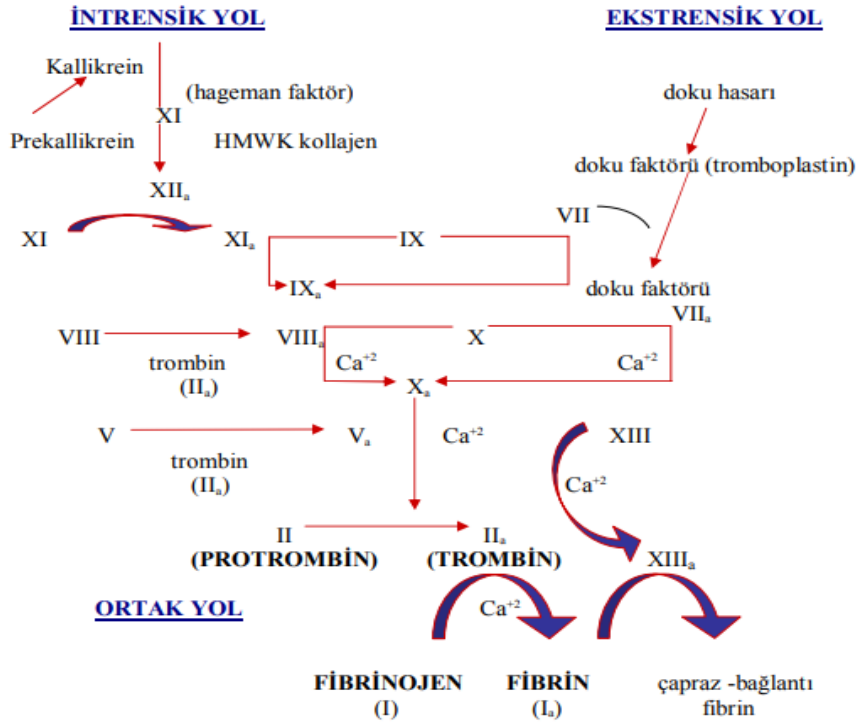 İNTRENSİK YOL
EKSTRENSİK YOL
Kallikrein
(hageman faktör)
doku hasarı
XI
Prekallikrein
HMWK kollajen
doku faktörü (tromboplastin)
XIIₐ
VII
XI
XIₐ
IX
IXₐ
doku faktörü
VIIₐ
VIII
VIIIₐ
X
trombin
(IIₐ)
Ca⁺²
Ca⁺²
Xₐ
V
Vₐ
Ca⁺²
XIII
trombin
(IIₐ)
Ca⁺²
II
IIₐ
(PROTROMBİN)
(TROMBİN)
XIIIₐ
ORTAK YOL
Ca⁺²
FİBRİNOJEN
FİBRİN
çapraz -bağlantı
(I)
(Iₐ)
fibrin